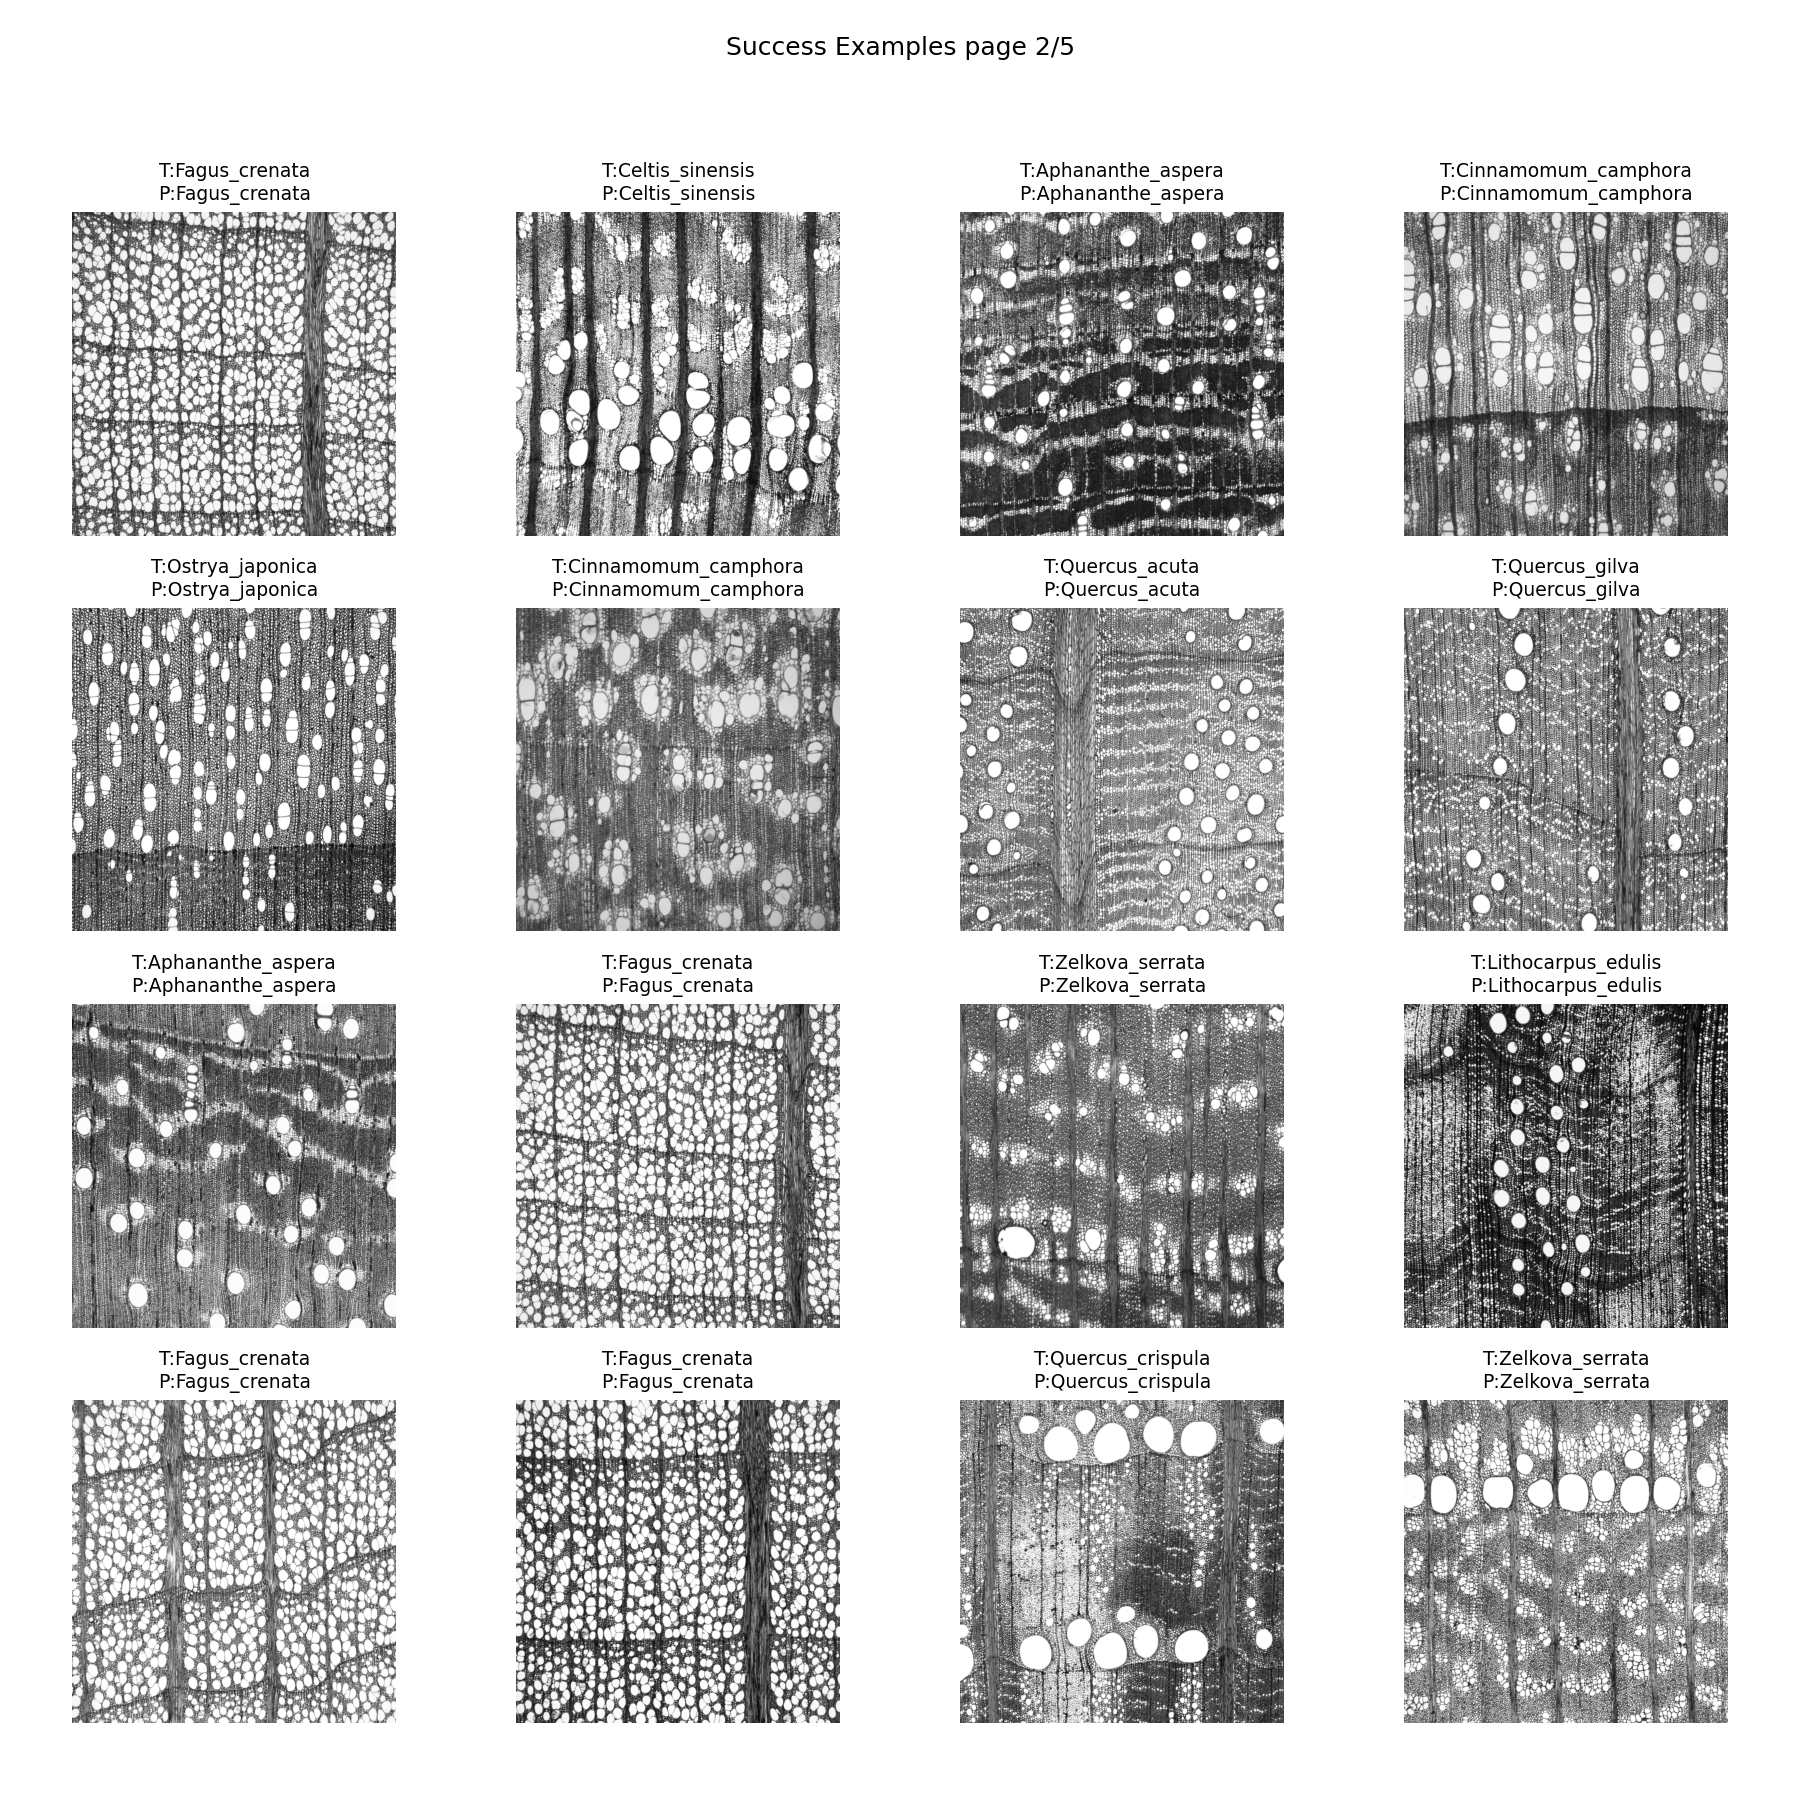 Success Examples page 2/5
T:Fagus_crenata
P:Fagus_crenata
T:Celtis_sinensis
P:Celtis_sinensis
T:Aphananthe_aspera
P:Aphananthe_aspera
T:Cinnamomum_camphora
P:Cinnamomum_camphora
T:Ostrya_japonica
P:Ostrya_japonica
T:Cinnamomum_camphora
P:Cinnamomum_camphora
T:Quercus_acuta
P:Quercus_acuta
T:Quercus_gilva
P:Quercus_gilva
T:Aphananthe_aspera
P:Aphananthe_aspera
T:Fagus_crenata
P:Fagus_crenata
T:Zelkova_serrata
P:Zelkova_serrata
T:Lithocarpus_edulis
P:Lithocarpus_edulis
T:Fagus_crenata
P:Fagus_crenata
T:Fagus_crenata
P:Fagus_crenata
T:Quercus_crispula
P:Quercus_crispula
T:Zelkova_serrata
P:Zelkova_serrata